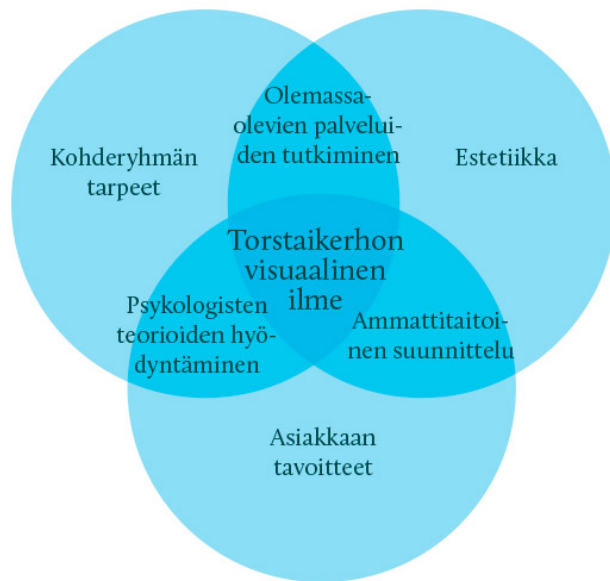 Olemassa-
olevien palvelui-
den tutkiminen
Kohderyhmän
tarpeet
Estetiikka
Torstaikerhon
visuaalinen
ilme
Psykologisten
teorioiden hyö-
dyntäminen
Ammattitaitoi-
nen suunnittelu
Asiakkaan
tavoitteet